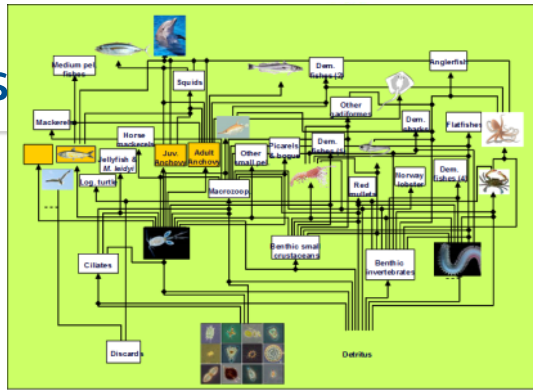 S
Medium pel.
fishes
Squids
Dem.
fishes (2)
Anglerfish
Mackerels
Horse
mackerels
Other
gadiformes
Dem.
sharks
Flatfishes
Jellyfish &
M. leidyi
Juv.
Anchovy
Adult
Anchovy
Other
small pel.
Picarels
& bogue
Dem.
Log. turtle
Macrozoop.
Red
mullets
Norway
lobster
Dem.
fishes (4)
Ciliates
Benthic small
crustaceans
Benthic
invertebrates
Discards
Detritus